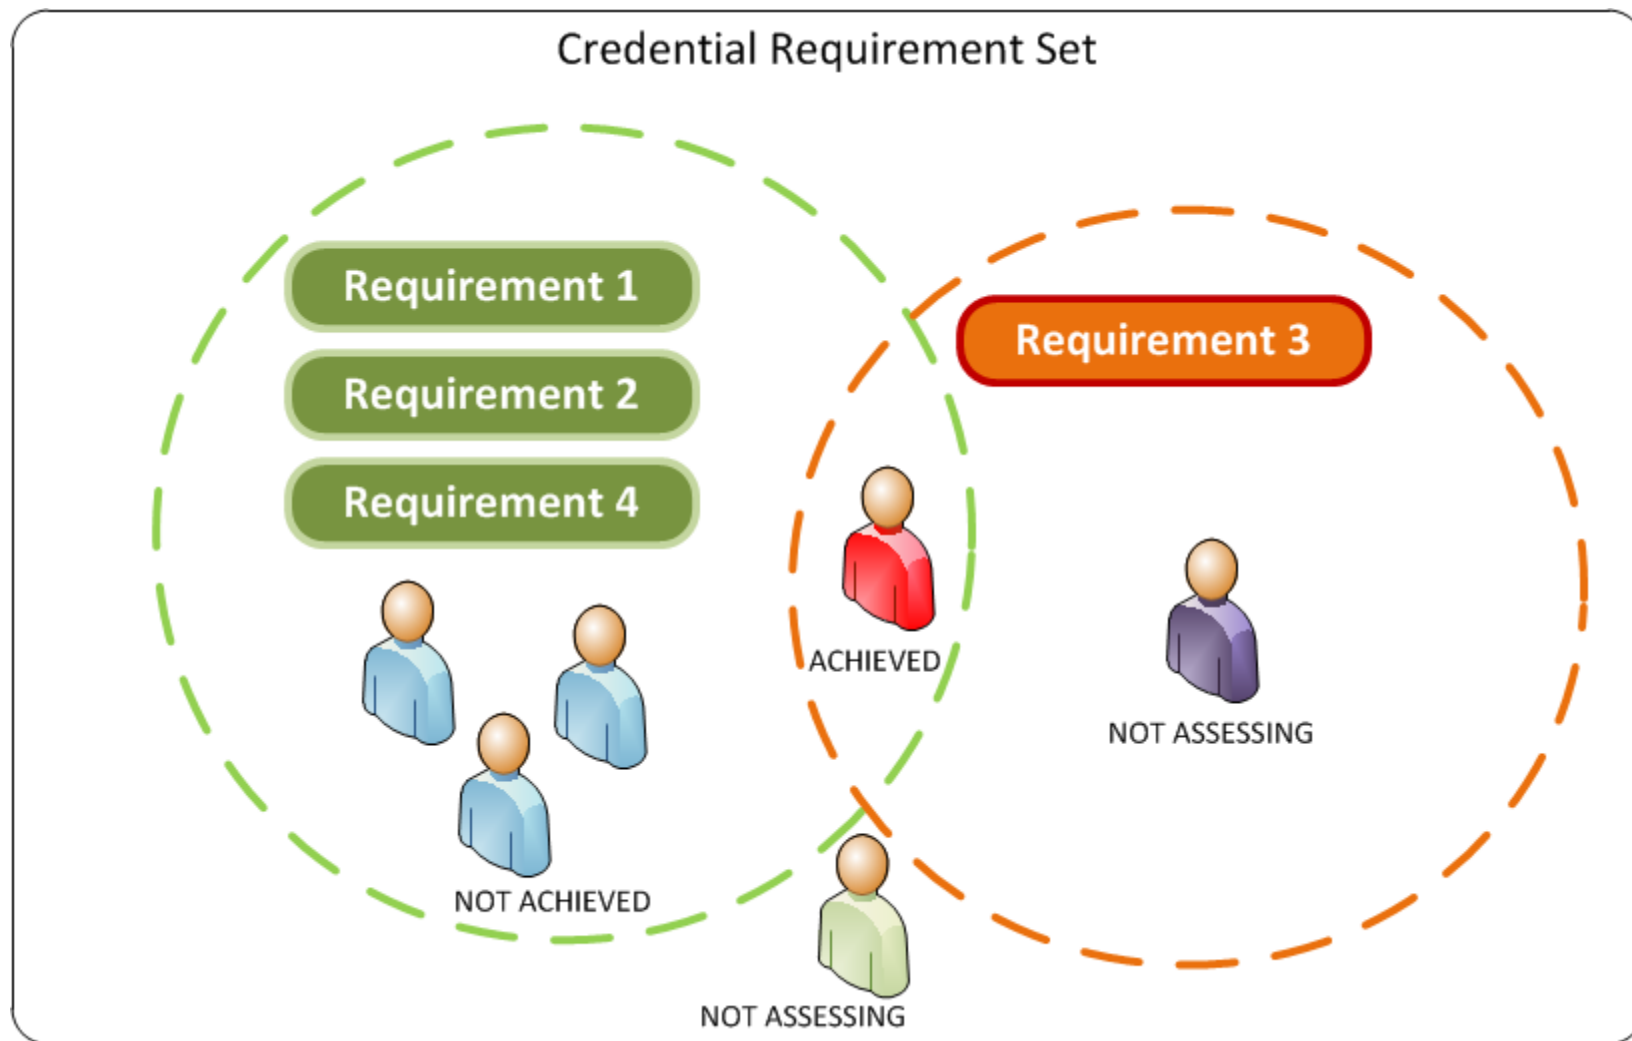 Credential Requirement Set
Requirement 1
Requirement 2
Requirement 4
Requirement 3
ACHIEVED
NOT ASSESSING
NOT ACHIEVED
NOT ASSESSING